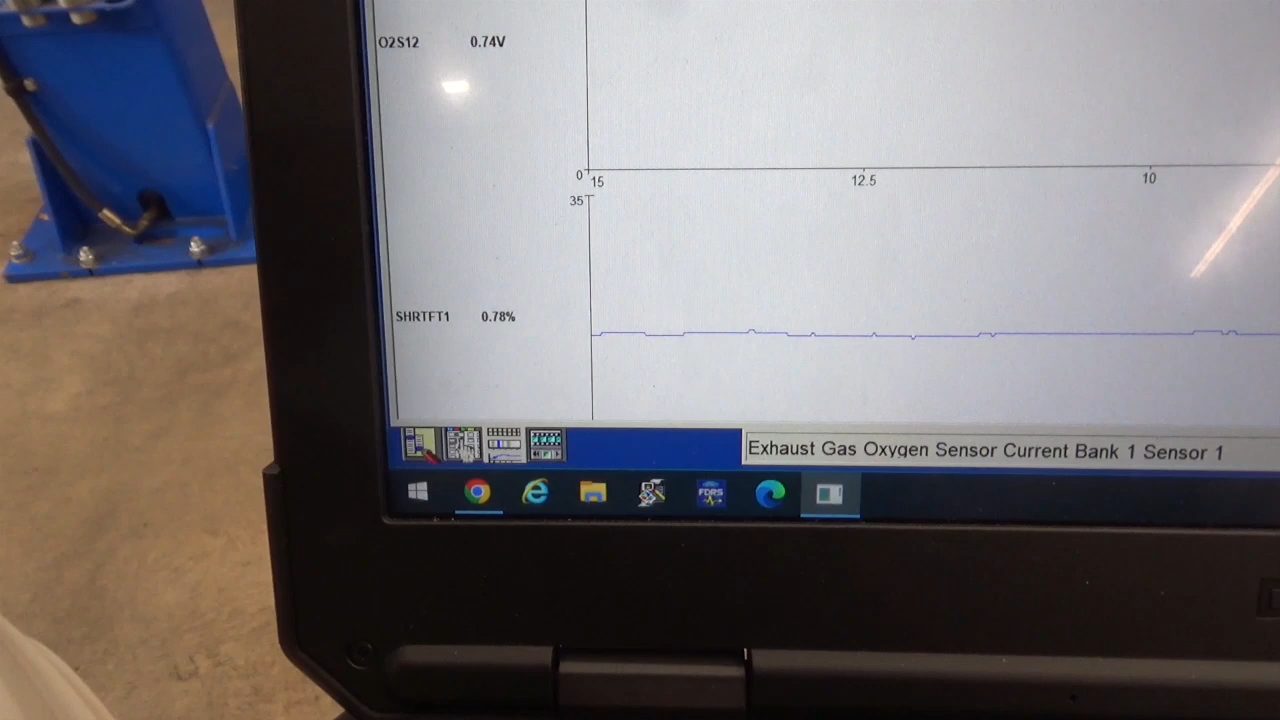 O2S12 0.74V
0
15 12.5 10
35
SHRTFT1 0.78%
Exhaust Gas Oxygen Sensor Current Bank 1 Sensor 1
FDRS